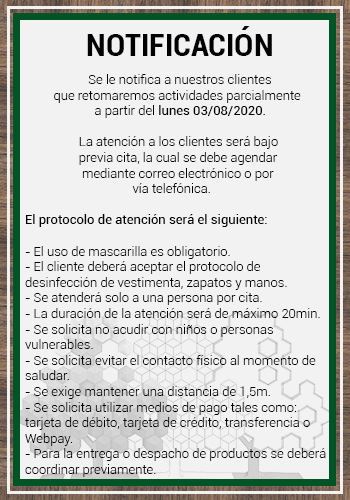 NOTIFICACIÓN
Se le notifica a nuestros clientes
que retomaremos actividades parcialmente
a partir del lunes 03/08/2020.
La atención a los clientes será bajo
previa cita, la cual se debe agendar
mediante correo electrónico o por
vía telefónica.
El protocolo de atención será el siguiente:
- El uso de mascarilla es obligatorio.
- El cliente deberá aceptar el protocolo de
desinfección de vestimenta, zapatos y manos.
- Se atenderá solo a una persona por cita.
- La duración de la atención será de máximo 20min.
- Se solicita no acudir con niños o personas
vulnerables.
- Se solicita evitar el contacto físico al momento de
saludar.
- Se exige mantener una distancia de 1,5m.
- Se solicita utilizar medios de pago tales como:
tarjeta de débito, tarjeta de crédito, transferencia o
Webpay.
- Para la entrega o despacho de productos se deberá
coordinar previamente.